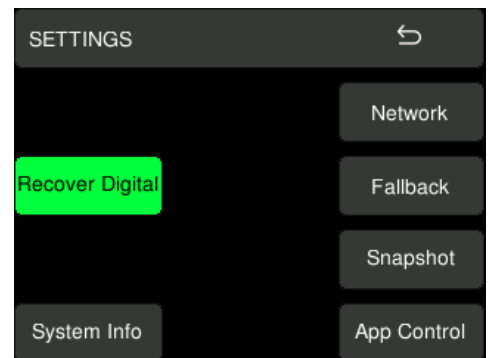 SETTINGS
Network
Recover Digital
Fallback
Snapshot
System Info
App Control